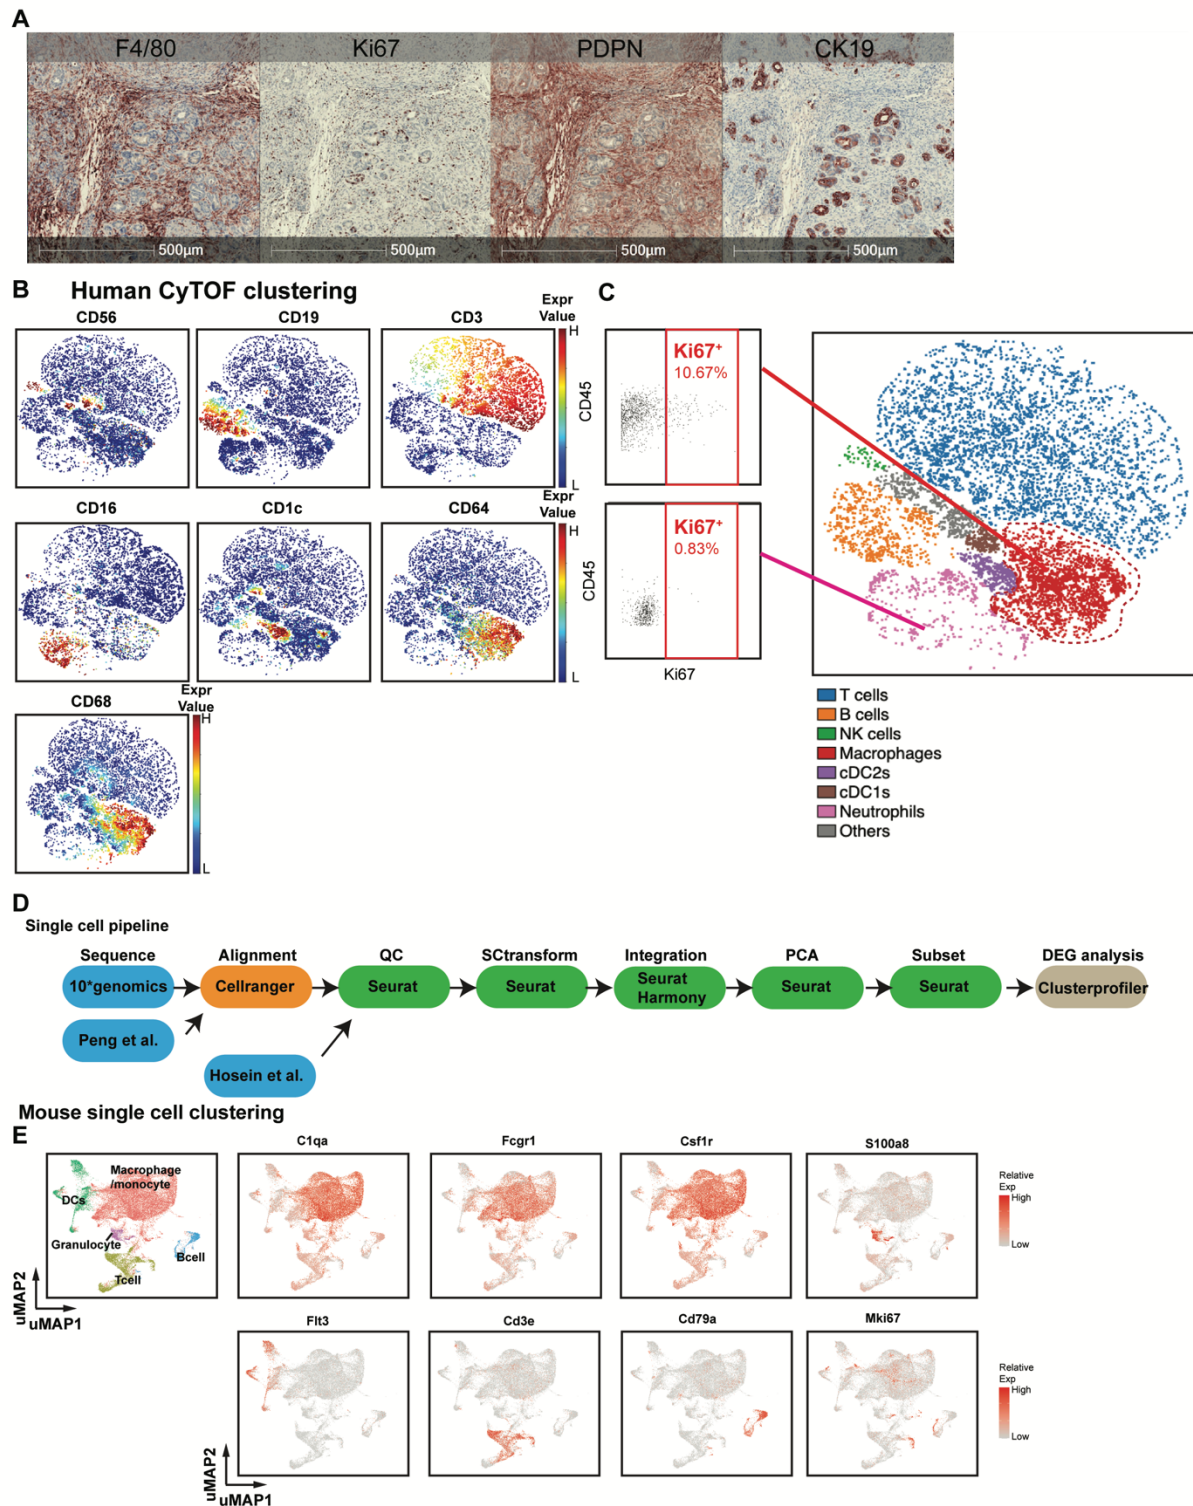 A
F4/80 Ki67 PDPN CK19
500μm 500μm 500μm 500μm
B Human CyTOF clustering
CD56 CD19 CD3 Expr Value
H
L
CD16 CD1c CD64 Expr Value
H
L
CD68 Expr Value
H
L
C
CD45
Ki67⁺
10.67%
CD45
Ki67⁺
0.83%
Ki67
T cells
B cells
NK cells
Macrophages
cDC2s
cDC1s
Neutrophils
Others
D
Single cell pipeline
Sequence Alignment QC SCtransform Integration PCA Subset DEG analysis
10*genomics Cellranger Seurat Seurat Seurat Harmony Seurat Seurat Clusterprofiler
Peng et al.
Hosein et al.
Mouse single cell clustering
E
Macrophage
/monocyte
DCs
Granulocyte
Bcell
Tcell
uMAP2
uMAP1
C1qa Fcgr1 Csf1r S100a8
Relative
Exp
High
Low
Flt3 Cd3e Cd79a Mki67
Relative
Exp
High
Low
uMAP2
uMAP1